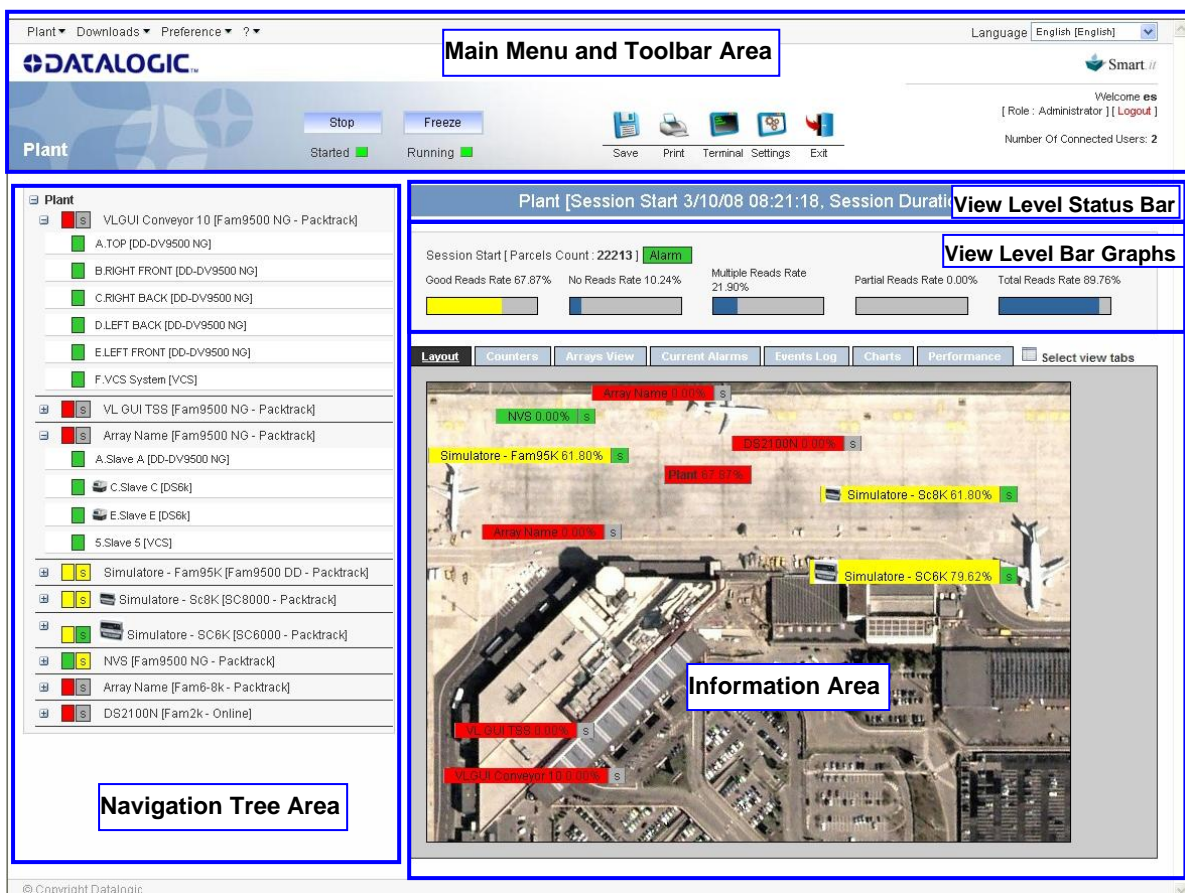 Plant Downloads Preference ?
Language English [English]
Main Menu and Toolbar Area
DATALOGIC™
Smart.it
Welcome es
[ Role : Administrator ] [ Logout ]
Number Of Connected Users: 2
Plant
Stop Freeze
Started Running
Save Print Terminal Settings Exit
Plant
s VLGUI Conveyor 10 [Fam9500 NG - Packtrack]
A.TOP [DD-DV9500 NG]
B.RIGHT FRONT [DD-DV9500 NG]
C.RIGHT BACK [DD-DV9500 NG]
D.LEFT BACK [DD-DV9500 NG]
E.LEFT FRONT [DD-DV9500 NG]
F.VCS System [VCS]
s VL GUI TSS [Fam9500 NG - Packtrack]
s Array Name [Fam9500 NG - Packtrack]
A.Slave A [DD-DV9500 NG]
C.Slave C [DS6k]
E.Slave E [DS6k]
5.Slave 5 [VCS]
s Simulatore - Fam95K [Fam9500 DD - Packtrack]
s Simulatore - Sc8K [SC8000 - Packtrack]
s Simulatore - SC6K [SC6000 - Packtrack]
s NVS [Fam9500 NG - Packtrack]
s Array Name [Fam6-8k - Packtrack]
s DS2100N [Fam2k - Online]
Navigation Tree Area
Plant [Session Start 3/10/08 08:21:18, Session Duratio
View Level Status Bar
View Level Bar Graphs
Session Start [ Parcels Count : 22213 ] Alarm
Good Reads Rate 67.87% No Reads Rate 10.24% Multiple Reads Rate 21.90% Partial Reads Rate 0.00% Total Reads Rate 89.76%
Layout Counters Arrays View Current Alarms Events Log Charts Performance Select view tabs
Array Name 0.00% s
NVS 0.00% s
DS2100N 0.00% s
Simulatore - Fam95K 61.80% s
Plant 67.87%
Simulatore - Sc8K 61.80% s
Array Name 0.00% s
Simulatore - SC6K 79.62% s
Information Area
VL GUI TSS 0.00% s
VLGUI Conveyor 10 0.00% s
© Copyright Datalogic